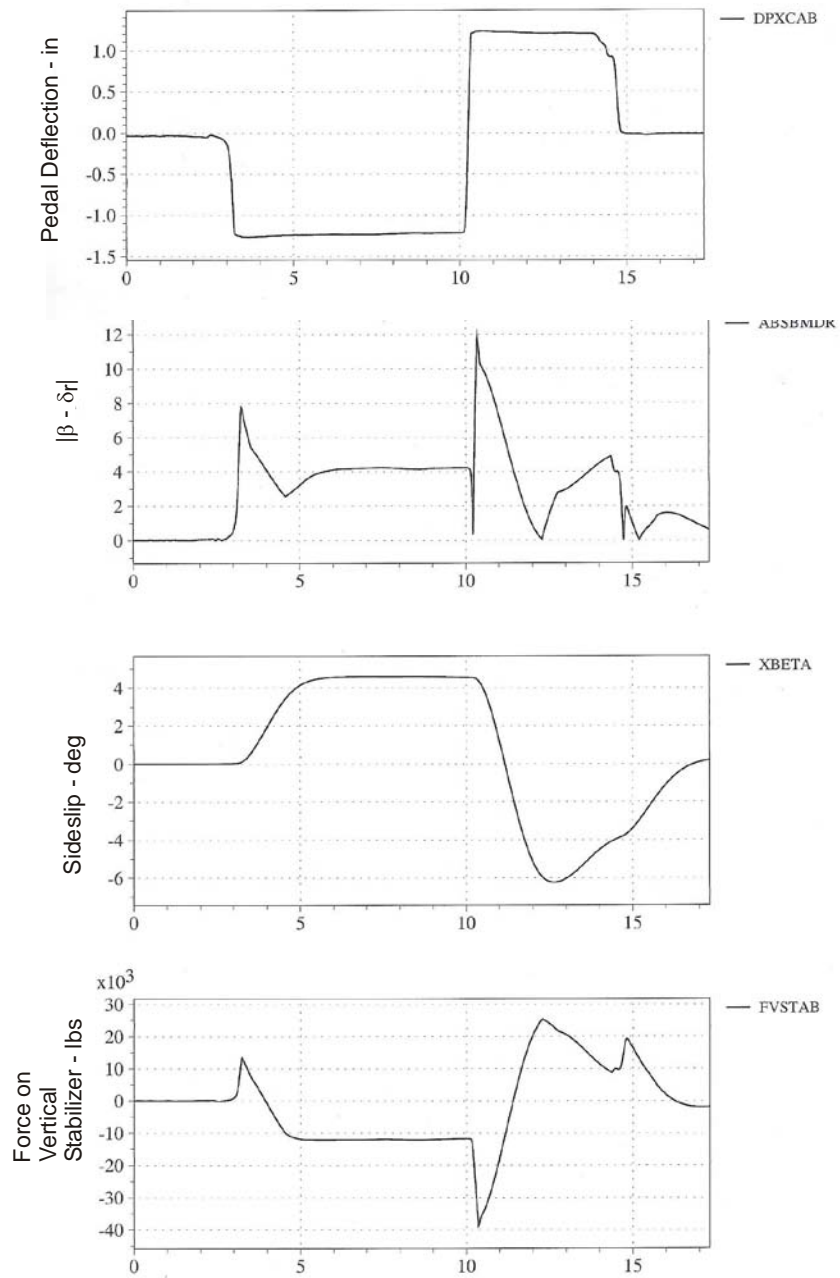 DPXCAB
Pedal Deflection - in
1.0
0.5
0.0
-0.5
-1.0
-1.5
0 5 10 15
ABSBMDR
|β - δr|
12
10
8
6
4
2
0
0 5 10 15
XBETA
Sideslip - deg
4
2
0
-2
-4
-6
0 5 10 15
x10³
FVSTAB
Force on
Vertical
Stabilizer - lbs
30
20
10
0
-10
-20
-30
-40
0 5 10 15